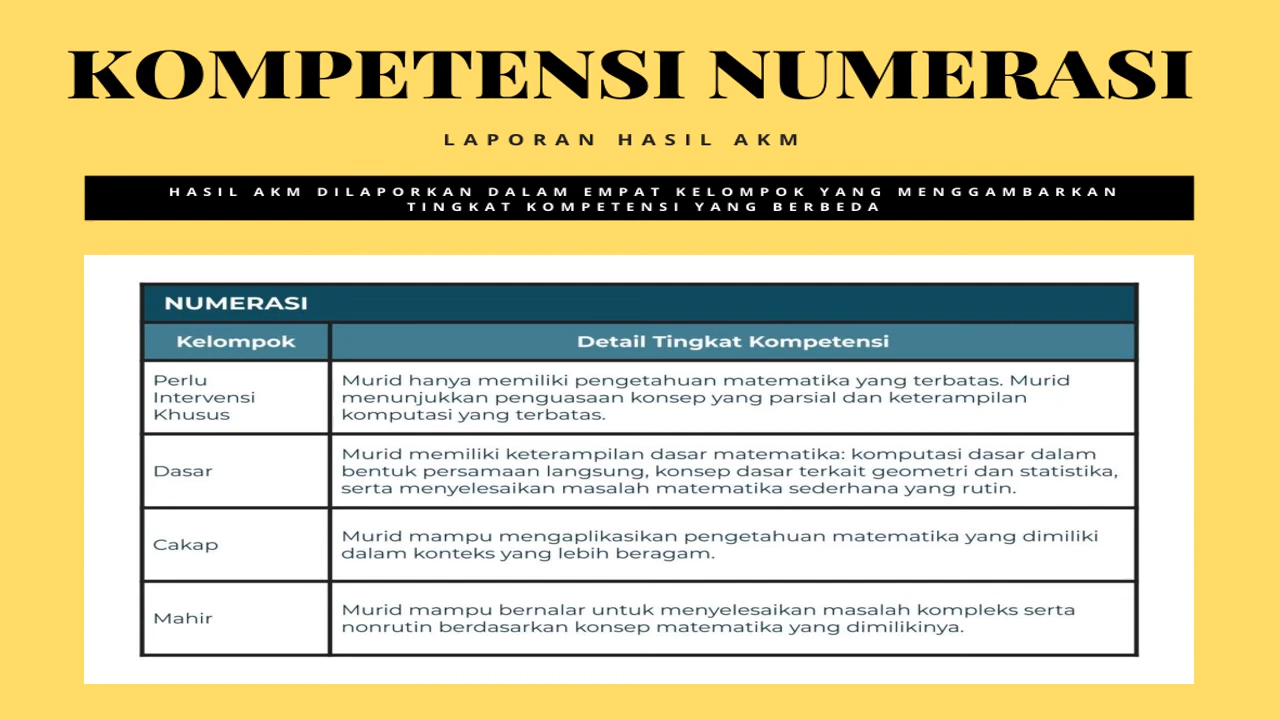 KOMPETENSI NUMERASI
LAPORAN HASIL AKM
HASIL AKM DILAPORKAN DALAM EMPAT KELOMPOK YANG MENGGAMBARKAN
TINGKAT KOMPETENSI YANG BERBEDA
NUMERASI
Kelompok
Detail Tingkat Kompetensi
Perlu
Intervensi
Khusus
Murid hanya memiliki pengetahuan matematika yang terbatas. Murid
menunjukkan penguasaan konsep yang parsial dan keterampilan
komputasi yang terbatas.
Dasar
Murid memiliki keterampilan dasar matematika: komputasi dasar dalam
bentuk persamaan langsung, konsep dasar terkait geometri dan statistika,
serta menyelesaikan masalah matematika sederhana yang rutin.
Cakap
Murid mampu mengaplikasikan pengetahuan matematika yang dimiliki
dalam konteks yang lebih beragam.
Mahir
Murid mampu bernalar untuk menyelesaikan masalah kompleks serta
nonrutin berdasarkan konsep matematika yang dimilikinya.